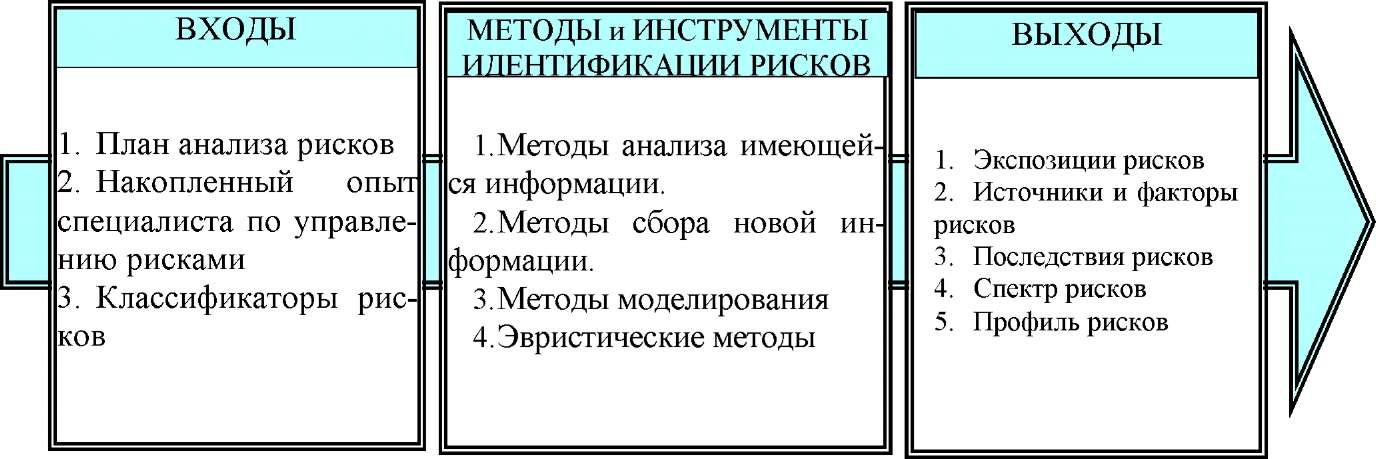 ВХОДЫ
1. План анализа рисков
2. Накопленный опыт
специалиста по управле-
нию рисками
3. Классификаторы рис-
ков
МЕТОДЫ и ИНСТРУМЕНТЫ
ИДЕНТИФИКАЦИИ РИСКОВ
1.Методы анализа имеющей-
ся информации.
2.Методы сбора новой ин-
формации.
3.Методы моделирования
4.Эвристические методы
ВЫХОДЫ
1. Экспозиции рисков
2. Источники и факторы
рисков
3. Последствия рисков
4. Спектр рисков
5. Профиль рисков